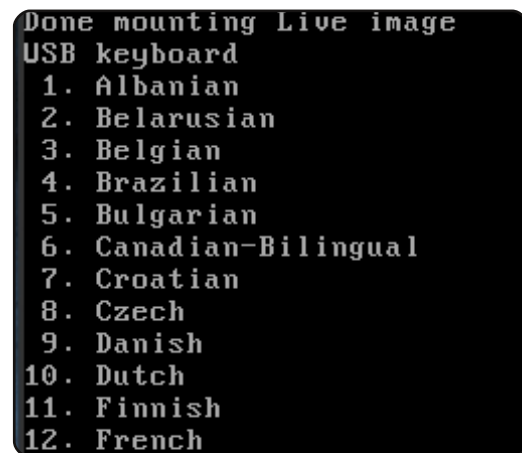 Done mounting Live image
USB keyboard
1. Albanian
2. Belarusian
3. Belgian
4. Brazilian
5. Bulgarian
6. Canadian-Bilingual
7. Croatian
8. Czech
9. Danish
10. Dutch
11. Finnish
12. French